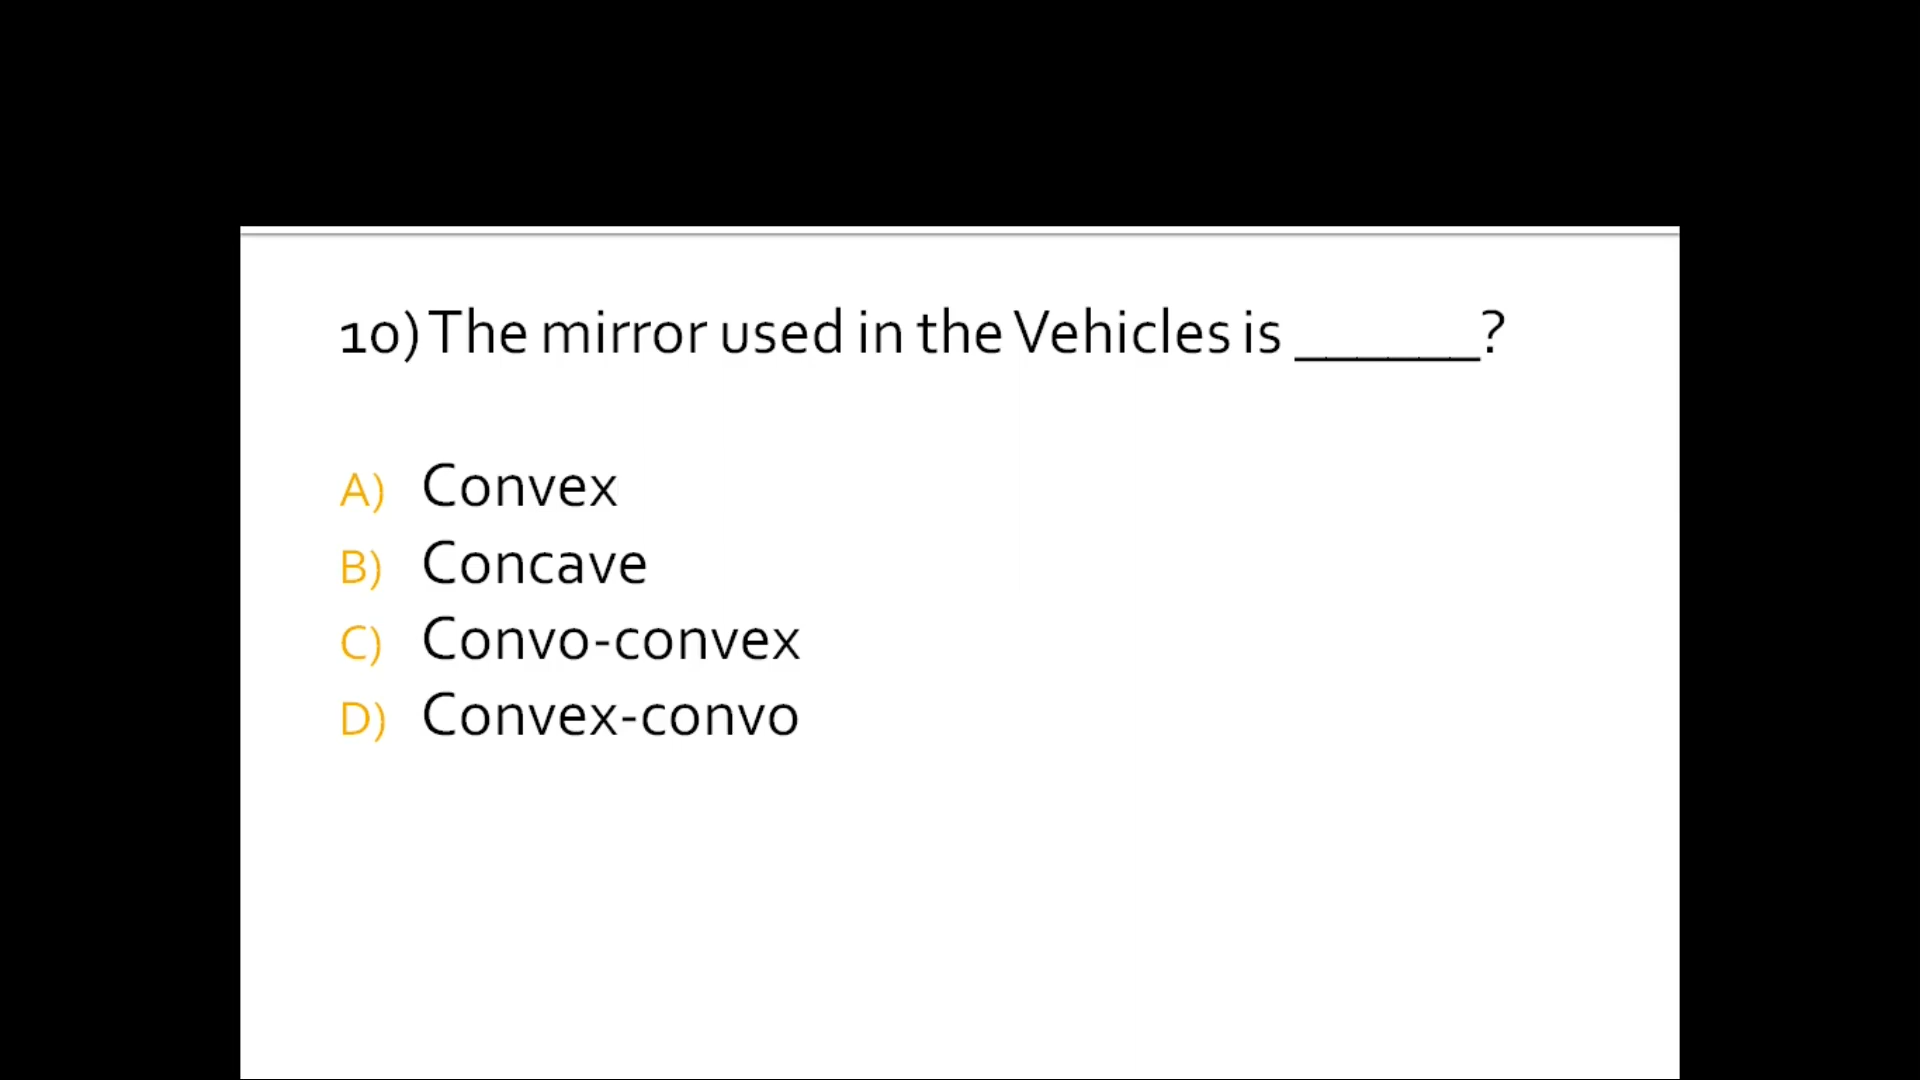 10) The mirror used in the Vehicles is ______?
A) Convex
B) Concave
C) Convo-convex
D) Convex-convo